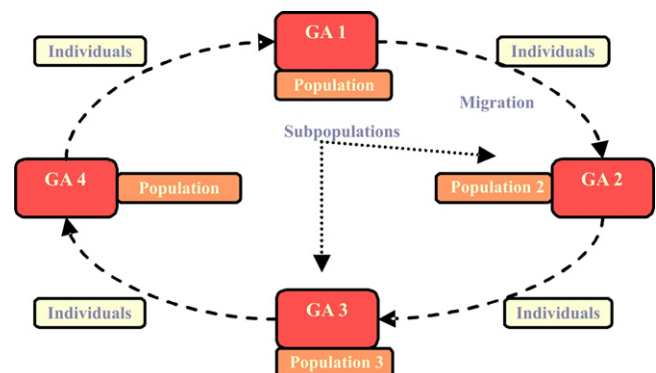 GA 1
Individuals
Individuals
Population
Migration
Subpopulations
GA 4
Population
Population 2
GA 2
Individuals
GA 3
Individuals
Population 3